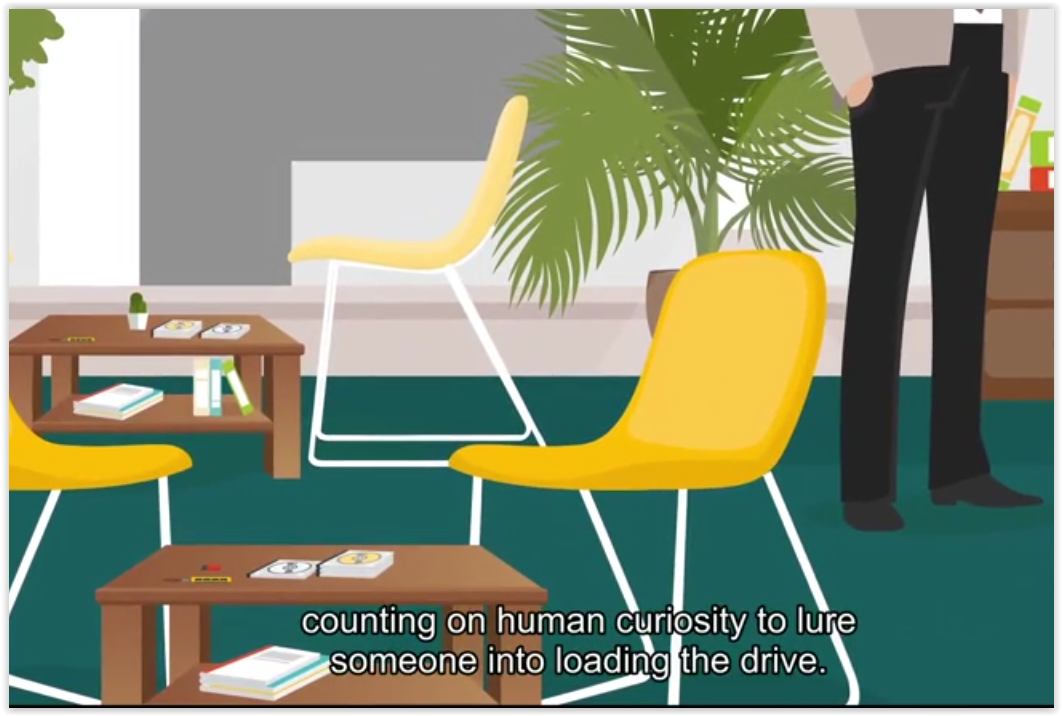 counting on human curiosity to lure
someone into loading the drive.